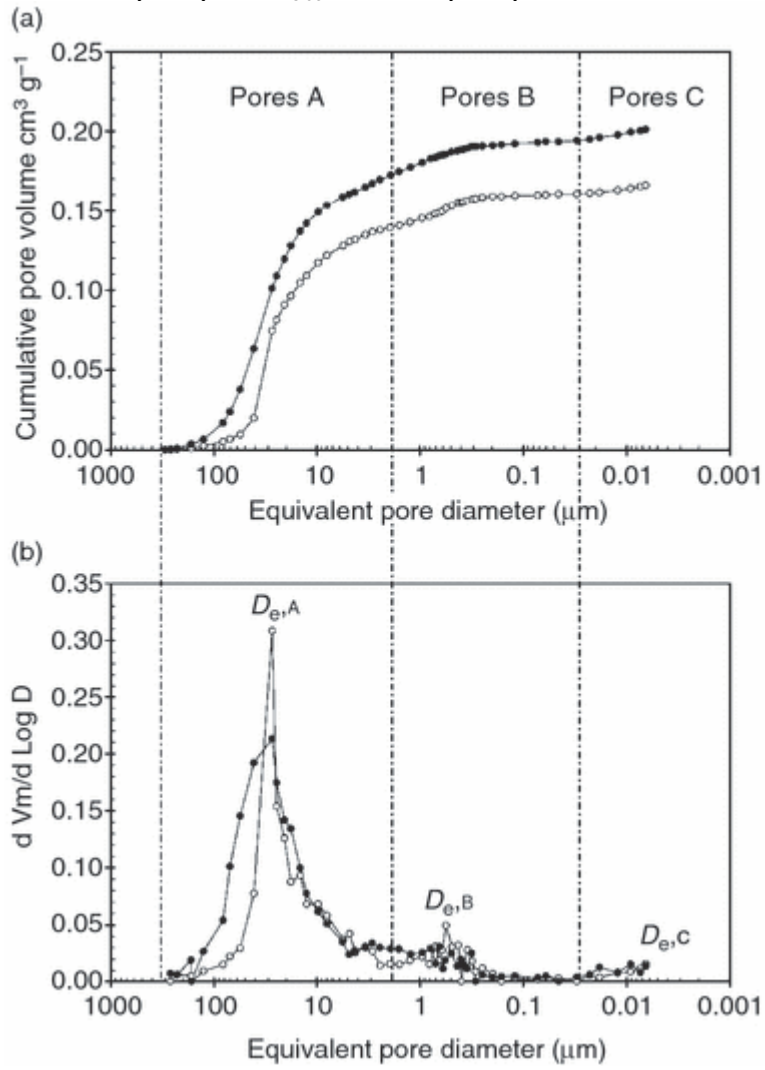 (a)
0.25
Pores A Pores B Pores C
0.20
0.15
0.10
0.05
0.00
Cumulative pore volume cm³ g⁻¹
1000 100 10 1 0.1 0.01 0.001
Equivalent pore diameter (μm)
(b)
0.35
De,A
0.30
0.25
0.20
0.15
0.10
De,B
0.05
De,C
0.00
d Vm/d Log D
1000 100 10 1 0.1 0.01 0.001
Equivalent pore diameter (μm)